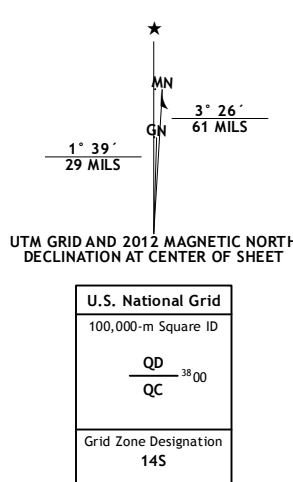 ★
MN
3° 26´
61 MILS
GN
1° 39´
29 MILS
UTM GRID AND 2012 MAGNETIC NORTH
DECLINATION AT CENTER OF SHEET
U.S. National Grid
100,000-m Square ID
QD
3800
QC
Grid Zone Designation
14S